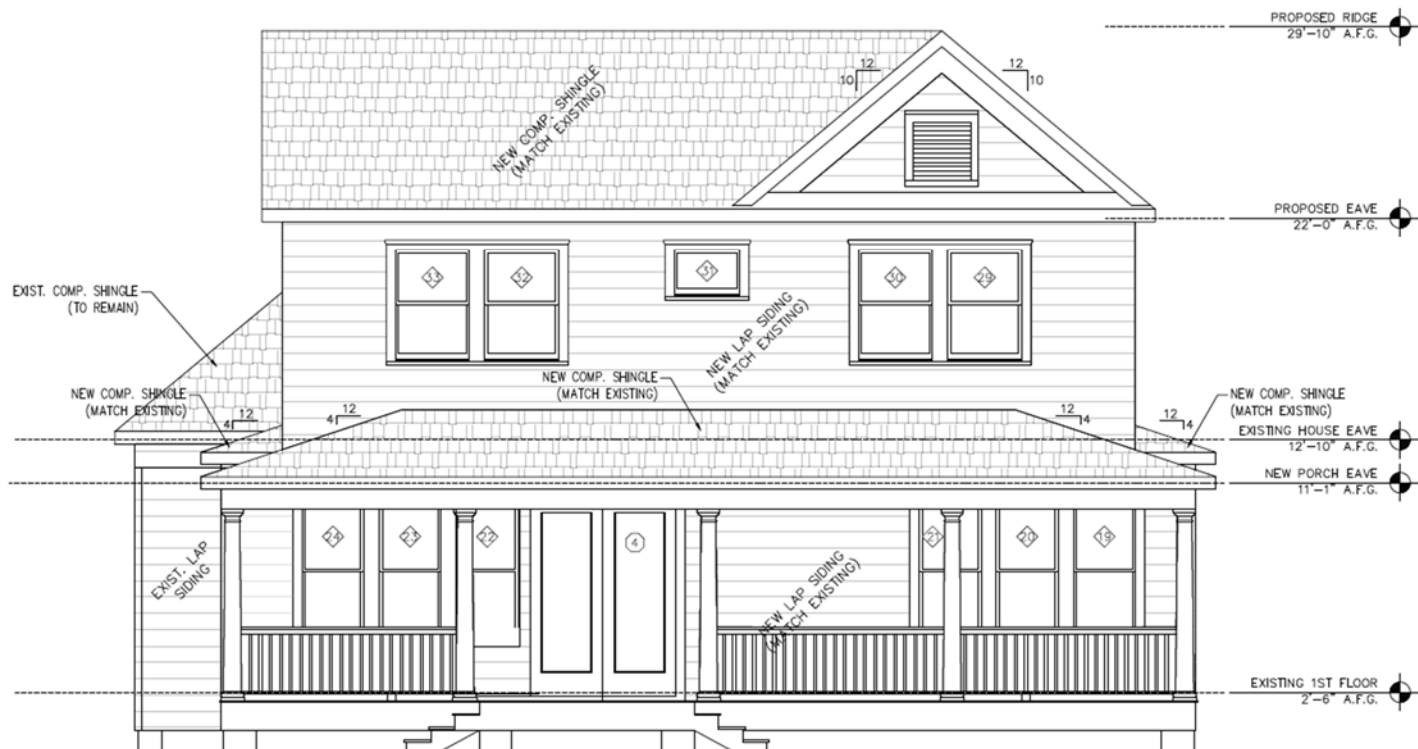 PROPOSED RIDGE
29'-10" A.F.G.
12
10
12
10
NEW COMP. SHINGLE
(MATCH EXISTING)
PROPOSED EAVE
22'-0" A.F.G.
33
32
31
30
29
EXIST. COMP. SHINGLE
(TO REMAIN)
NEW LAP SIDING
(MATCH EXISTING)
NEW COMP. SHINGLE
(MATCH EXISTING)
NEW COMP. SHINGLE
(MATCH EXISTING)
NEW COMP. SHINGLE
(MATCH EXISTING)
12
4
12
4
12
4
12
4
EXISTING HOUSE EAVE
12'-10" A.F.G.
NEW PORCH EAVE
11'-1" A.F.G.
24
23
22
4
21
20
19
EXIST. LAP
SIDING
NEW LAP SIDING
(MATCH EXISTING)
EXISTING 1ST FLOOR
2'-6" A.F.G.